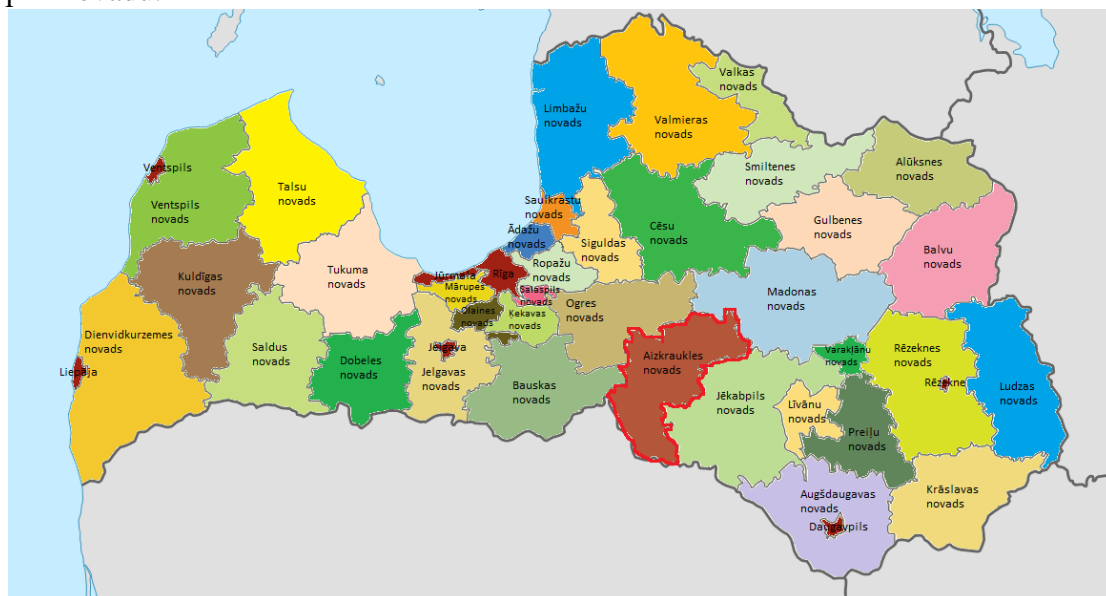 Valkas
novads
Limbažu
novads
Valmieras
novads
Alūksnes
novads
Smiltenes
novads
Ventspils
Talsu
novads
Ventspils
novads
Saulkrastu
novads
Cēsu
novads
Gulbenes
novads
Ādažu
novads
Siguldas
novads
Balvu
novads
Kuldīgas
novads
Tukuma
novads
Jūrmala
Rīga
Ropažu
novads
Mārupes
novads
Salaspils
novads
Madonas
novads
Ogres
novads
Olaines
novads
Ķekavas
novads
Dienvidkurzemes
novads
Saldus
novads
Dobeles
novads
Jelgava
Aizkraukles
novads
Varakļānu
novads
Rēzeknes
novads
Liepāja
Jelgavas
novads
Bauskas
novads
Rēzekne
Ludzas
novads
Jēkabpils
novads
Līvānu
novads
Preiļu
novads
Augšdaugavas
novads
Krāslavas
novads
Daugavpils